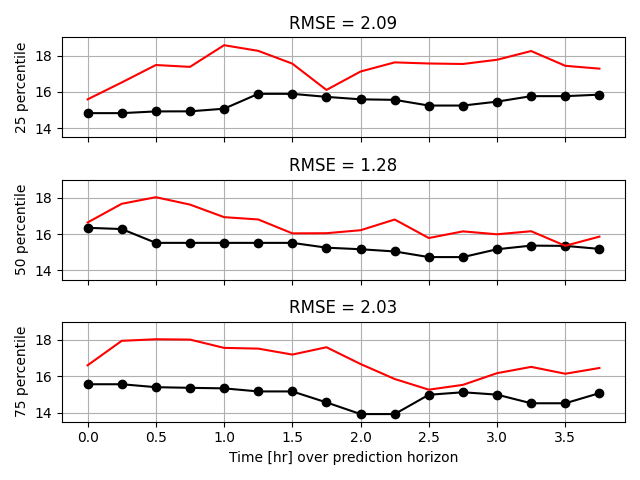 RMSE = 2.09
25 percentile
18
16
14
RMSE = 1.28
50 percentile
18
16
14
RMSE = 2.03
75 percentile
18
16
14
0.0 0.5 1.0 1.5 2.0 2.5 3.0 3.5
Time [hr] over prediction horizon